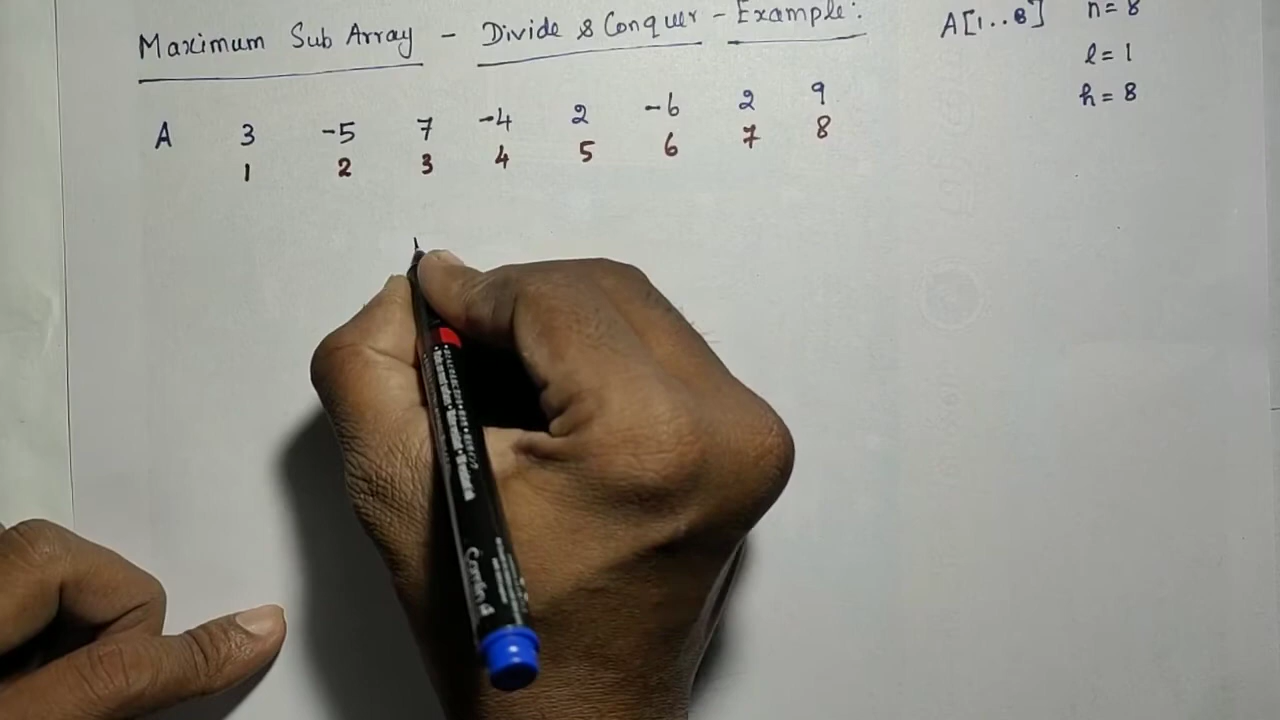 Maximum Sub Array - Divide & Conquer - Example:
A[1..8] n=8
l=1
h=8
A 3 -5 7 -4 2 -6 2 9
1 2 3 4 5 6 7 8